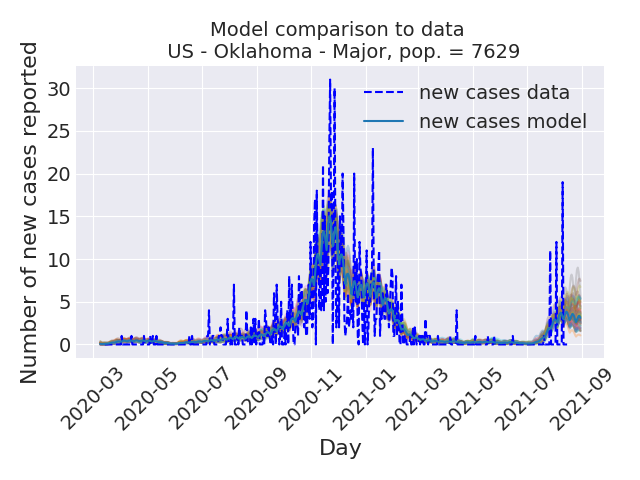 Model comparison to data
US - Oklahoma - Major, pop. = 7629
Number of new cases reported
30
25
20
15
10
5
0
new cases data
new cases model
2020-03
2020-05
2020-07
2020-09
2020-11
2021-01
2021-03
2021-05
2021-07
2021-09
Day